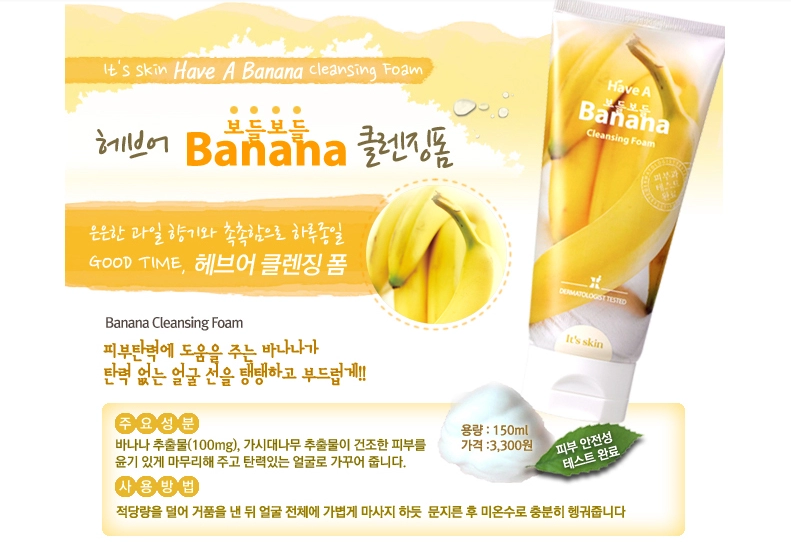 It's skin Have A Banana cleansing Foam
헤브어 보들보들 Banana 클렌징폼
은은한 과일 향기와 촉촉함으로 하루종일
GOOD TIME, 헤브어 클렌징 폼
Banana Cleansing Foam
피부탄력에 도움을 주는 바나나가
탄력 없는 얼굴 선을 탱탱하고 부드럽게!!
주요성분
바나나 추출물(100mg), 가시대나무 추출물이 건조한 피부를
윤기 있게 마무리해 주고 탄력있는 얼굴로 가꾸어 줍니다.
용량 : 150ml
가격 :3,300원
피부 안전성
테스트 완료
사용방법
적당량을 덜어 거품을 낸 뒤 얼굴 전체에 가볍게 마사지 하듯 문지른 후 미온수로 충분히 헹궈줍니다
Have A
보들보들
Banana
Cleansing Foam
피부과
테스트
완료
DERMATOLOGIST TESTED
It's skin